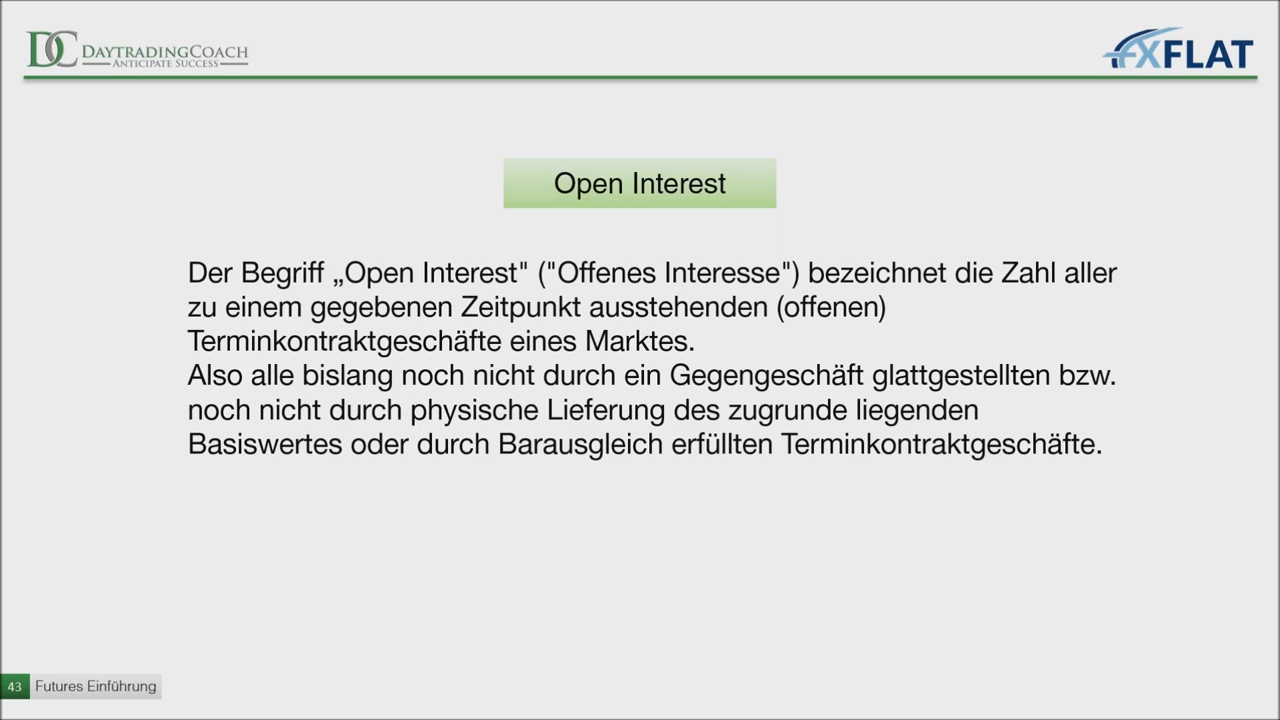 DC DAYTRADINGCOACH
ANTICIPATE SUCCESS
FXFLAT
Open Interest
Der Begriff „Open Interest" ("Offenes Interesse") bezeichnet die Zahl aller
zu einem gegebenen Zeitpunkt ausstehenden (offenen)
Terminkontraktgeschäfte eines Marktes.
Also alle bislang noch nicht durch ein Gegengeschäft glattgestellten bzw.
noch nicht durch physische Lieferung des zugrunde liegenden
Basiswertes oder durch Barausgleich erfüllten Terminkontraktgeschäfte.
43 Futures Einführung